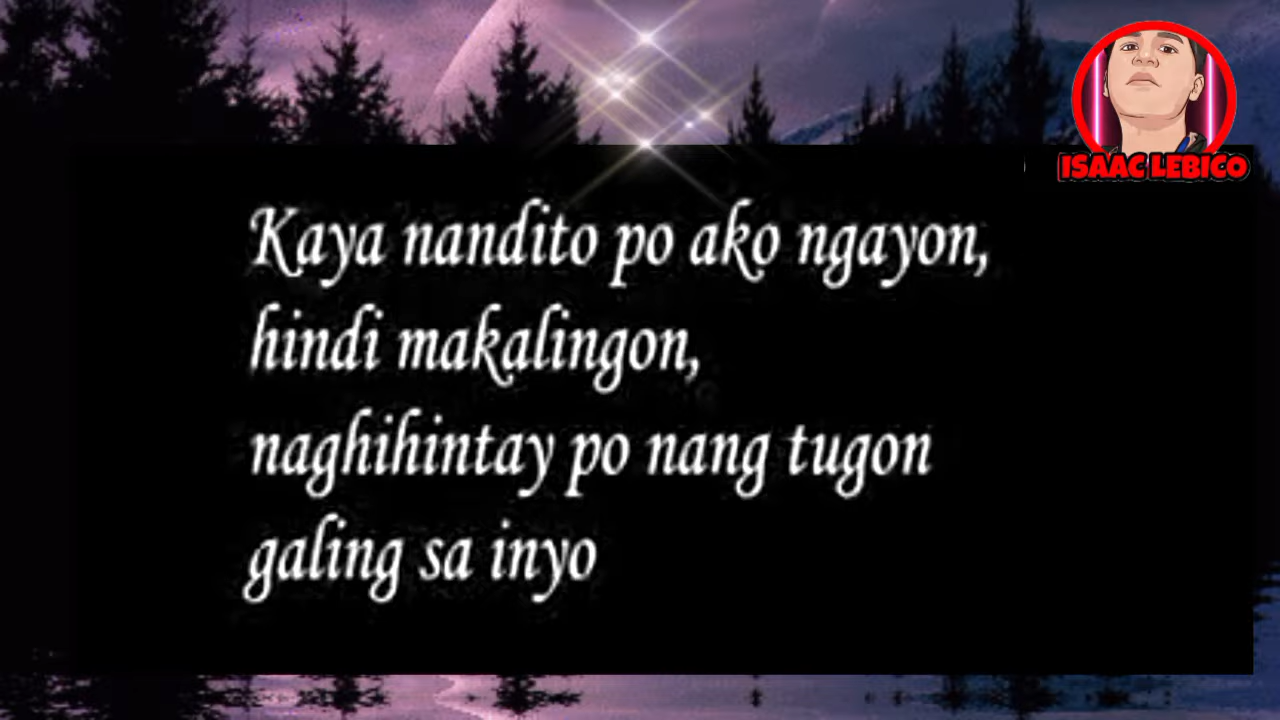 ISAAC LEBICO
Kaya nandito po ako ngayon,
hindi makalingon,
naghihintay po nang tugon
galing sa inyo